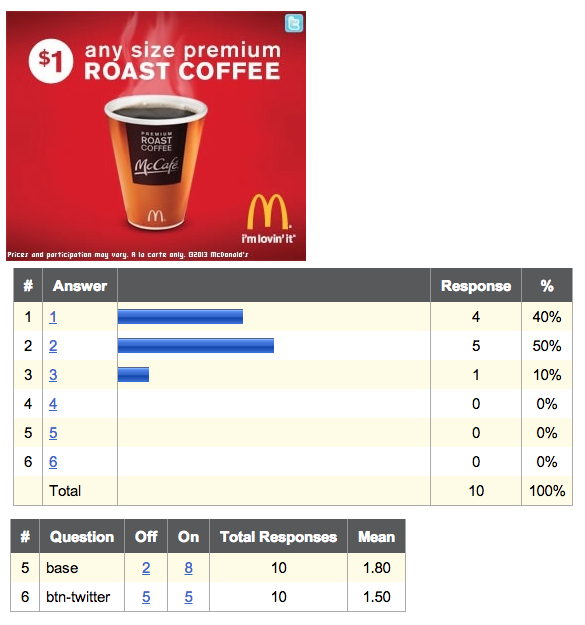 $1 any size premium
ROAST COFFEE
PREMIUM
ROAST
COFFEE
McCafé
i'm lovin' it
Prices and participation may vary. A la carte only. ©2013 McDonald's
# Answer Response %
1 1 4 40%
2 2 5 50%
3 3 1 10%
4 4 0 0%
5 5 0 0%
6 6 0 0%
Total 10 100%
# Question Off On Total Responses Mean
5 base 2 8 10 1.80
6 btn-twitter 5 5 10 1.50